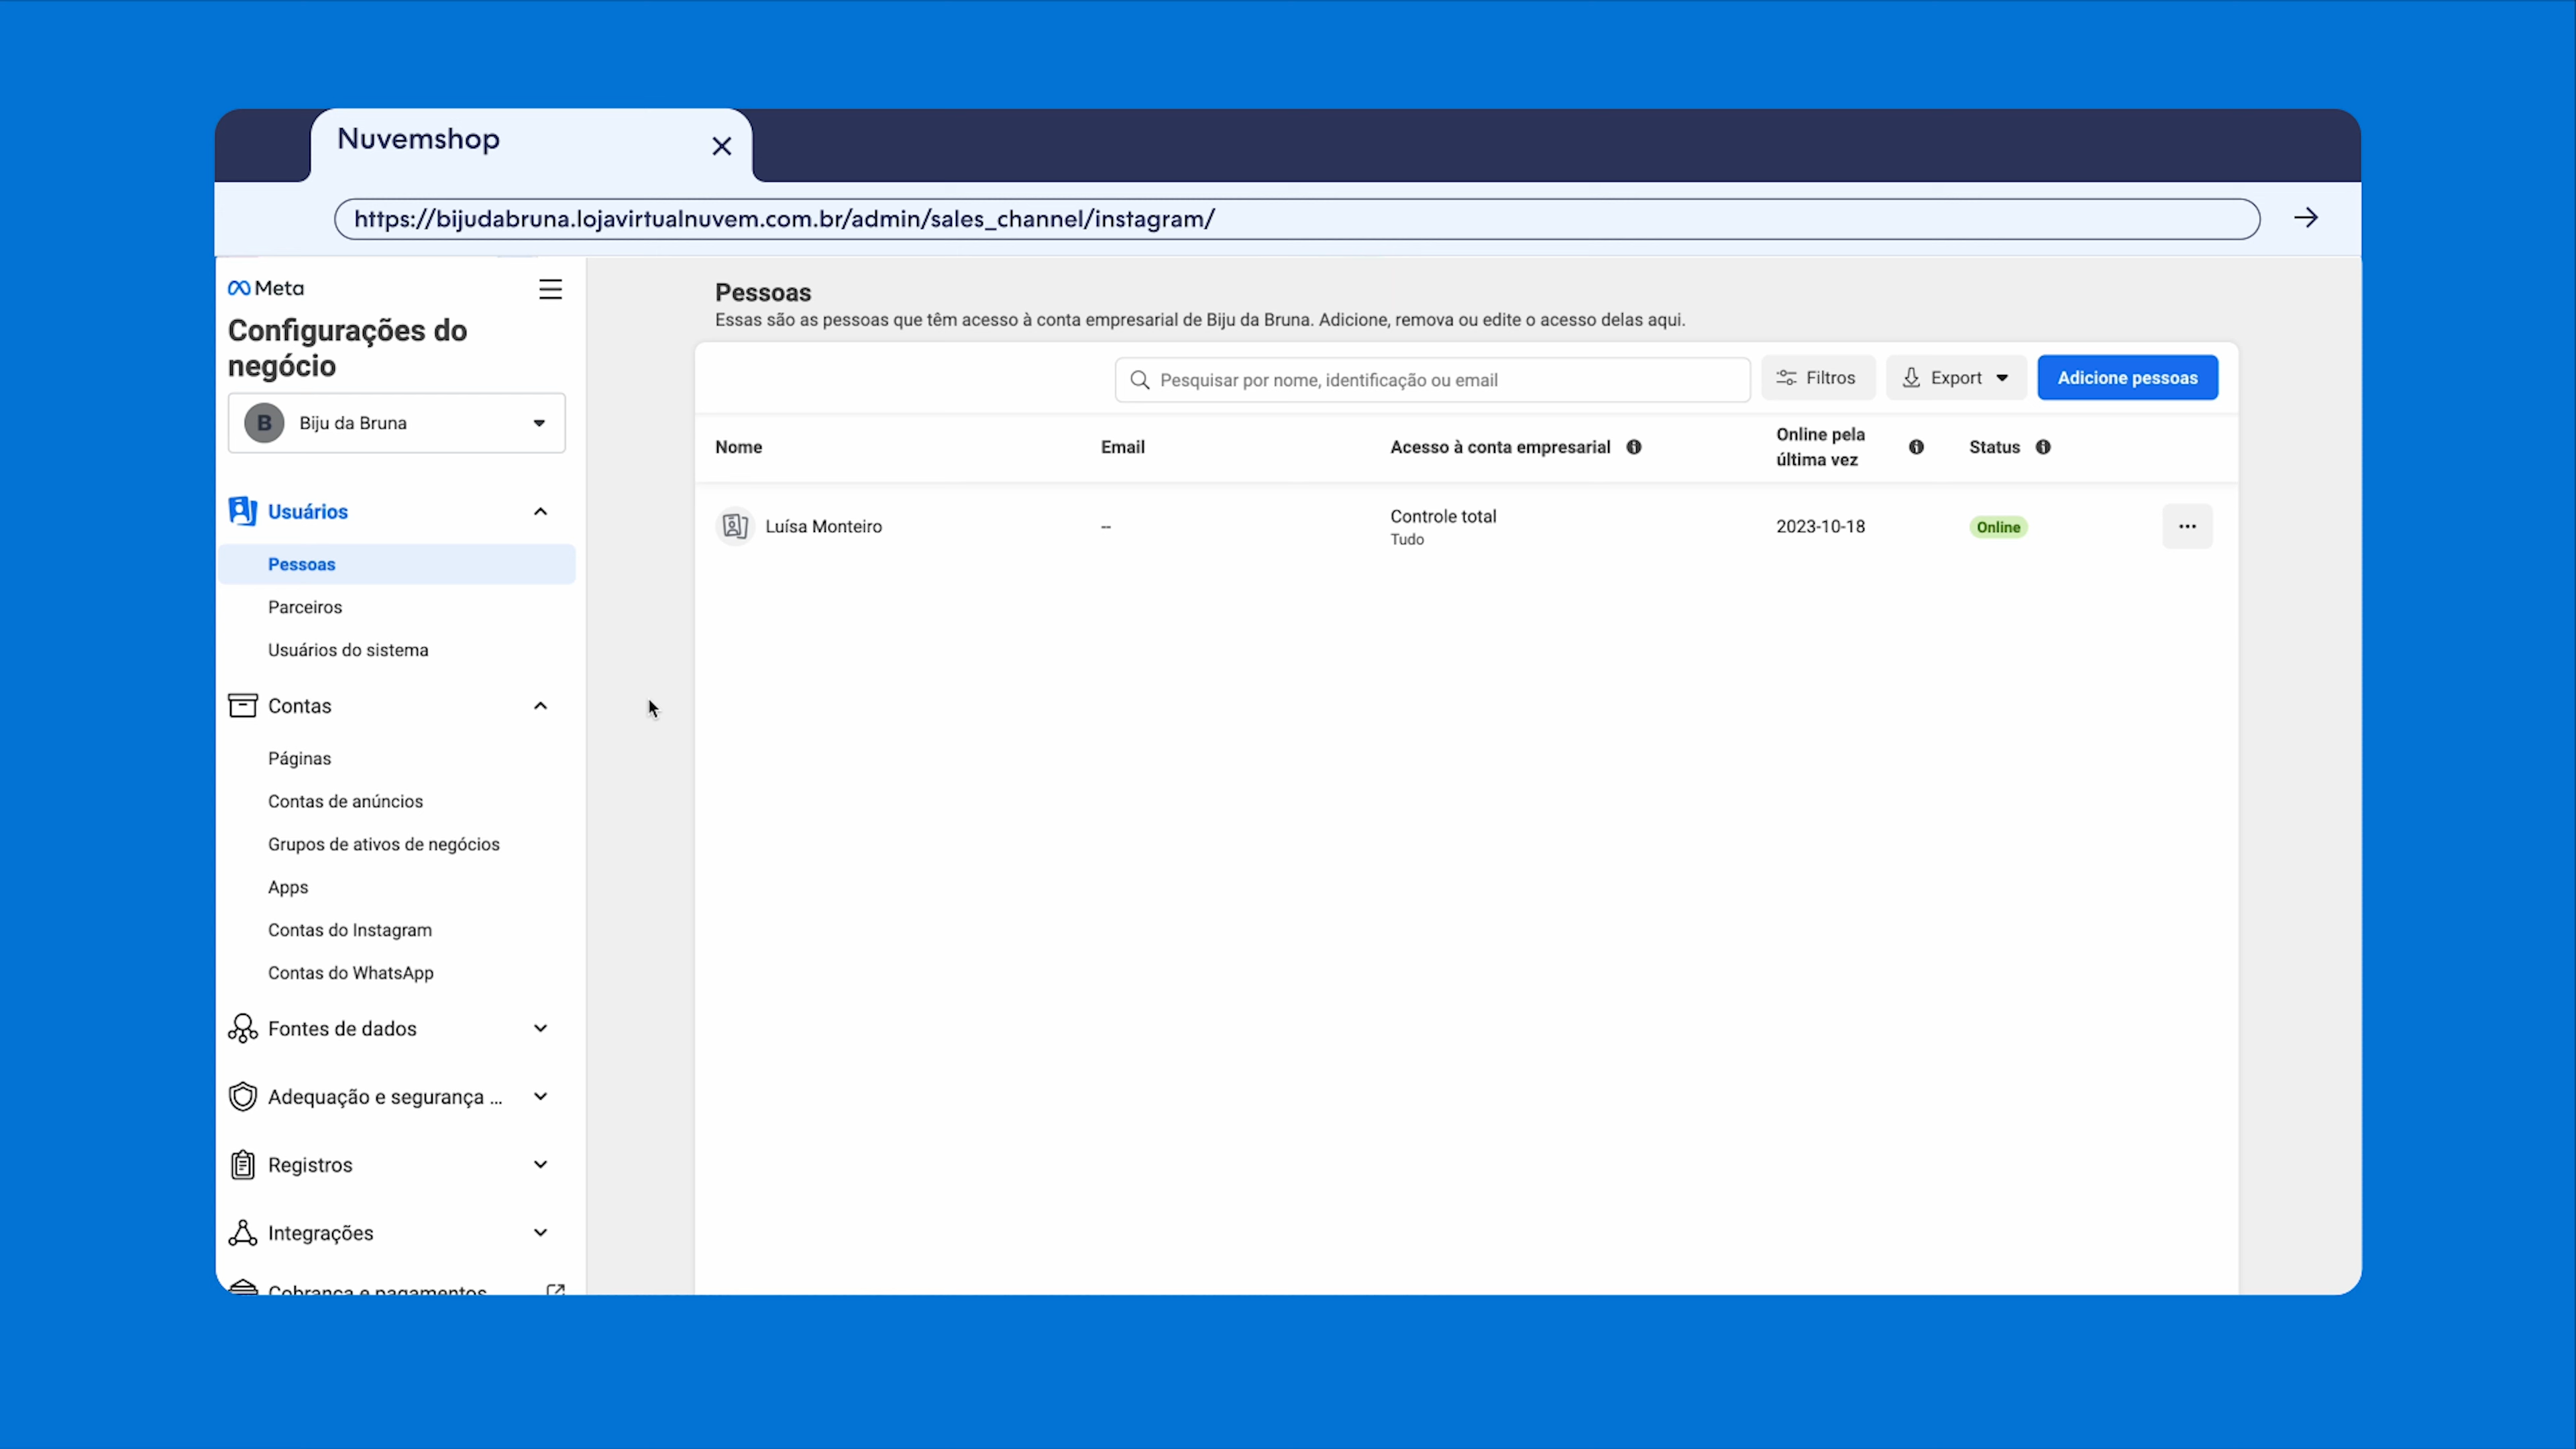 Nuvemshop
https://bijudabruna.lojavirtualnuvem.com.br/admin/sales_channel/instagram/
Meta
Configurações do
negócio
B Biju da Bruna
Usuários
Pessoas
Parceiros
Usuários do sistema
Contas
Páginas
Contas de anúncios
Grupos de ativos de negócios
Apps
Contas do Instagram
Contas do WhatsApp
Fontes de dados
Adequação e segurança ...
Registros
Integrações
Cobrança e pagamentos
Pessoas
Essas são as pessoas que têm acesso à conta empresarial de Biju da Bruna. Adicione, remova ou edite o acesso delas aqui.
Pesquisar por nome, identificação ou email
Filtros
Export
Adicione pessoas
Nome
Email
Acesso à conta empresarial
Online pela
última vez
Status
Luísa Monteiro
--
Controle total
Tudo
2023-10-18
Online